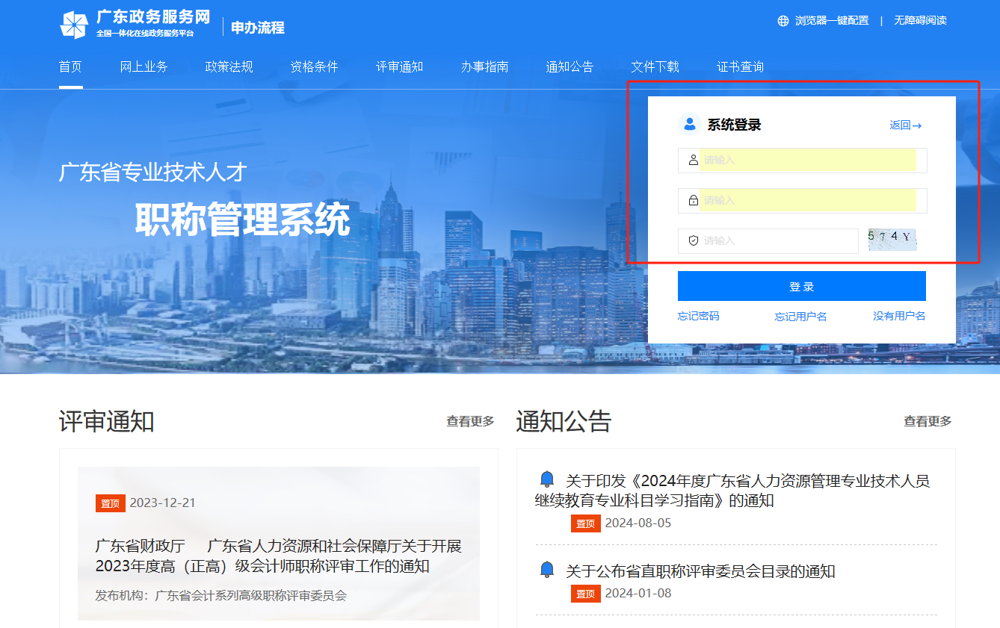 广东政务服务网
全国一体化在线政务服务平台
申办流程
浏览器一键配置 | 无障碍阅读
首页 网上业务 政策法规 资格条件 评审通知 办事指南 通知公告 文件下载 证书查询
系统登录
返回→
请输入
请输入
请输入
574Y
登录
忘记密码 忘记用户名 没有用户名
广东省专业技术人才
职称管理系统
评审通知
查看更多
置顶 2023-12-21
广东省财政厅 广东省人力资源和社会保障厅关于开展
2023年度高（正高）级会计师职称评审工作的通知
发布机构：广东省会计系列高级职称评审委员会
通知公告
查看更多
关于印发《2024年度广东省人力资源管理专业技术人员
继续教育专业科目学习指南》的通知
置顶 2024-08-05
关于公布省直职称评审委员会目录的通知
置顶 2024-01-08